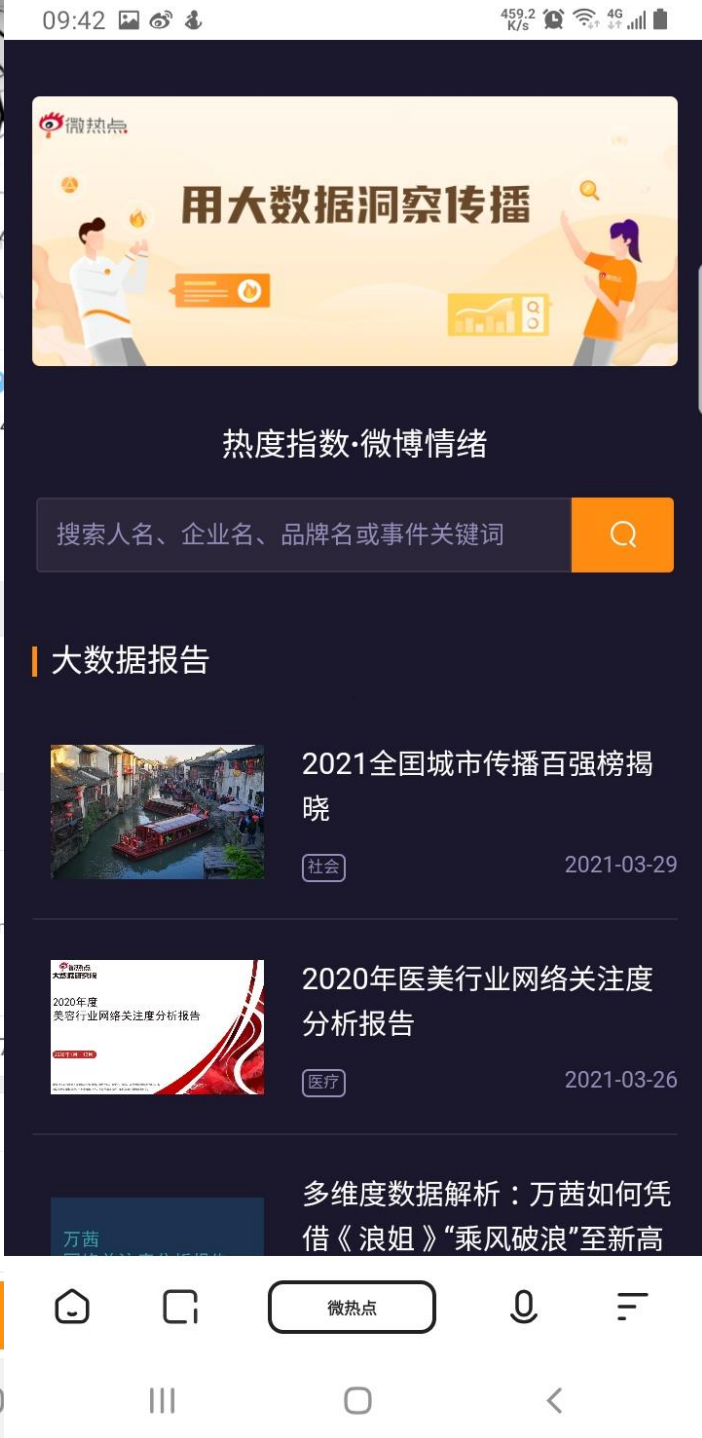 09:42
459.2
K/s
4G
微热点
用大数据洞察传播
热度指数·微博情绪
搜索人名、企业名、品牌名或事件关键词
大数据报告
2021全国城市传播百强榜揭
晓
社会
2021-03-29
微热点
大数据研究院
2020年度
美容行业网络关注度分析报告
2020年医美行业网络关注度
分析报告
医疗
2021-03-26
多维度数据解析：万茜如何凭
借《浪姐》“乘风破浪”至新高
万茜
微热点